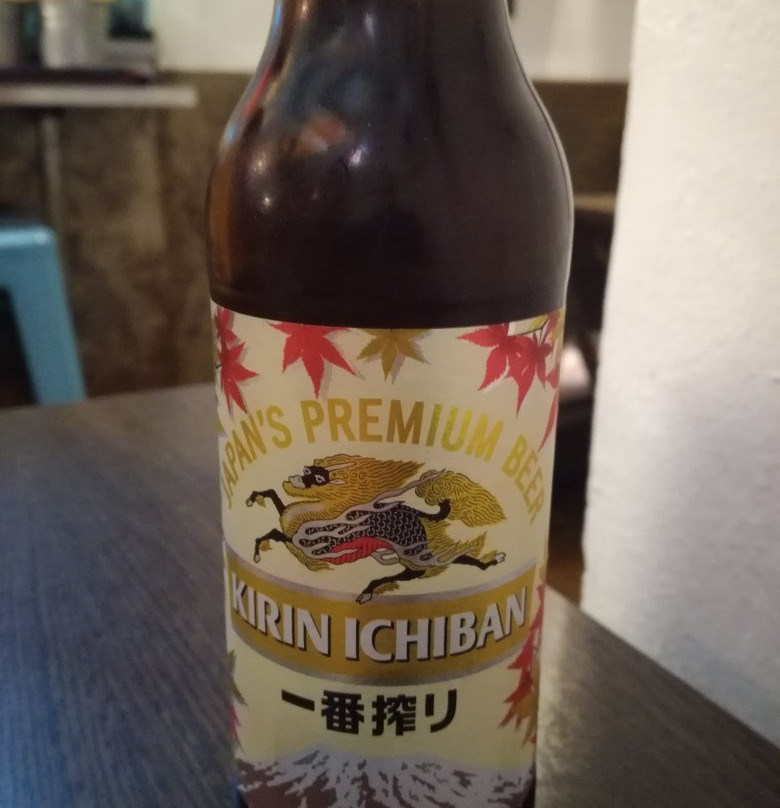 JAPAN'S PREMIUM BEER
KIRIN ICHIBAN
一番搾り